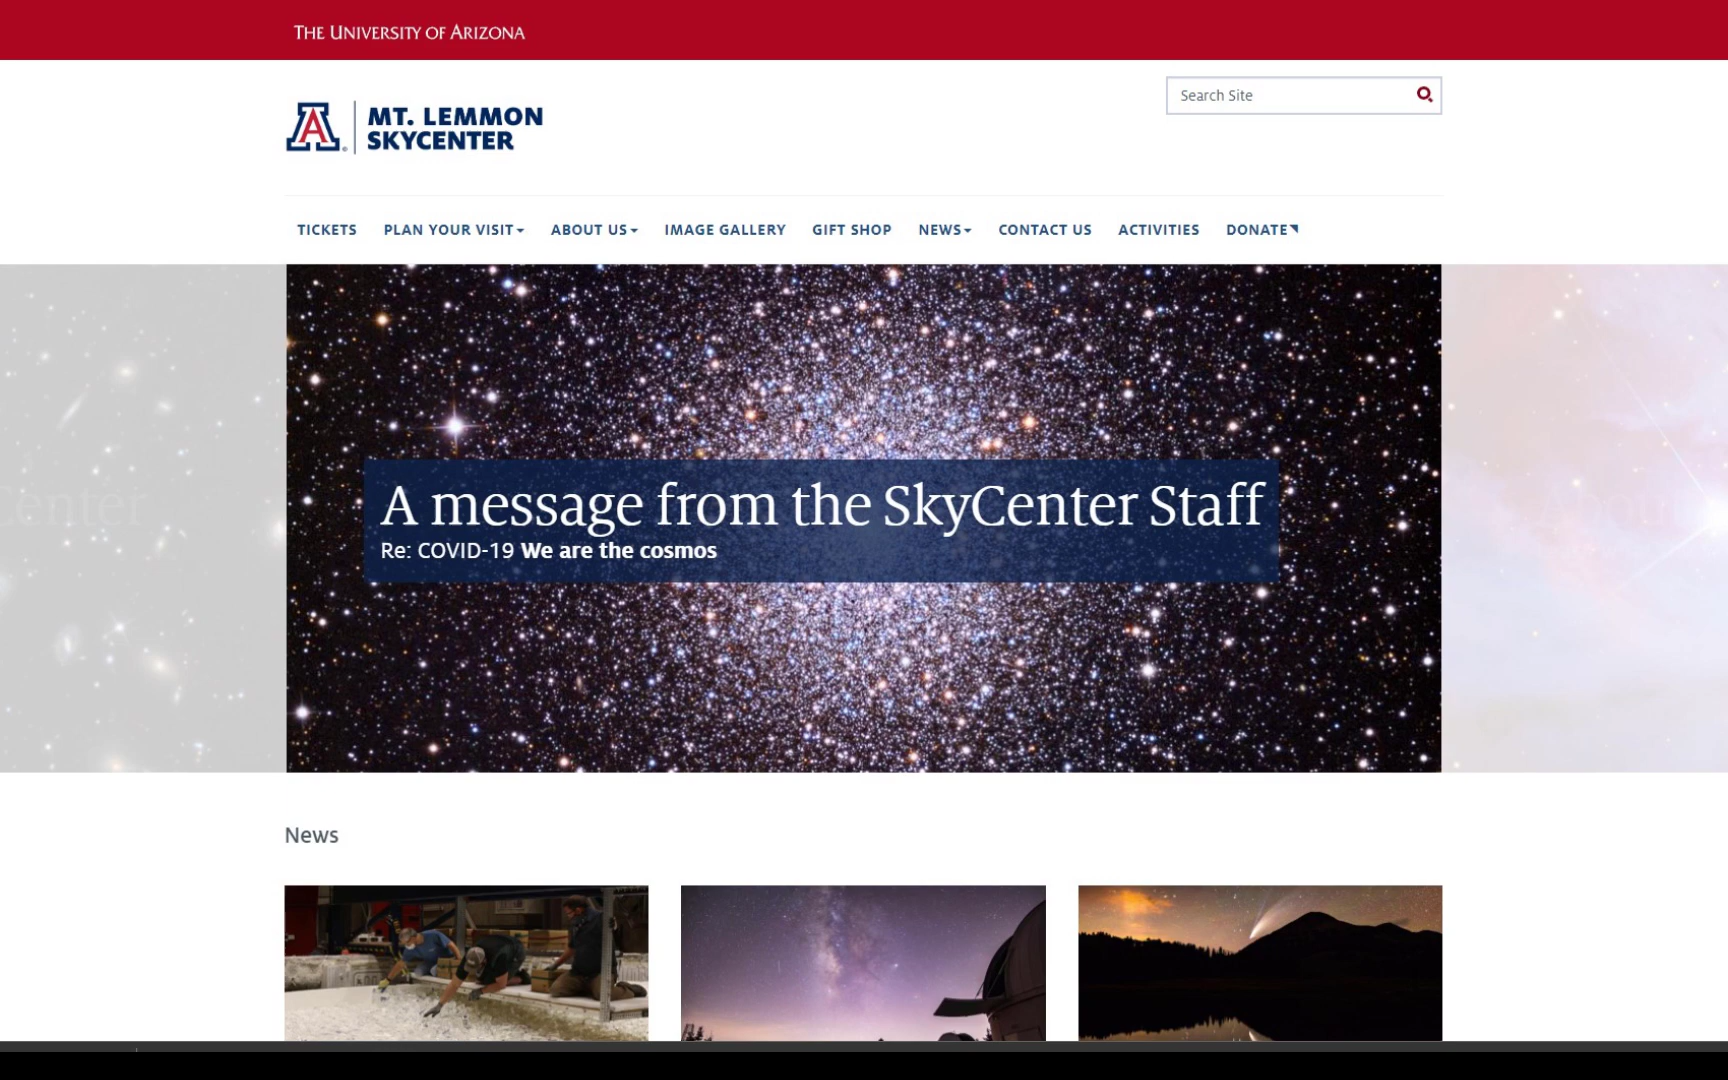 THE UNIVERSITY OF ARIZONA
Search Site
MT. LEMMON
SKYCENTER
TICKETS PLAN YOUR VISIT ABOUT US IMAGE GALLERY GIFT SHOP NEWS CONTACT US ACTIVITIES DONATE
A message from the SkyCenter Staff
Re: COVID-19 We are the cosmos
News